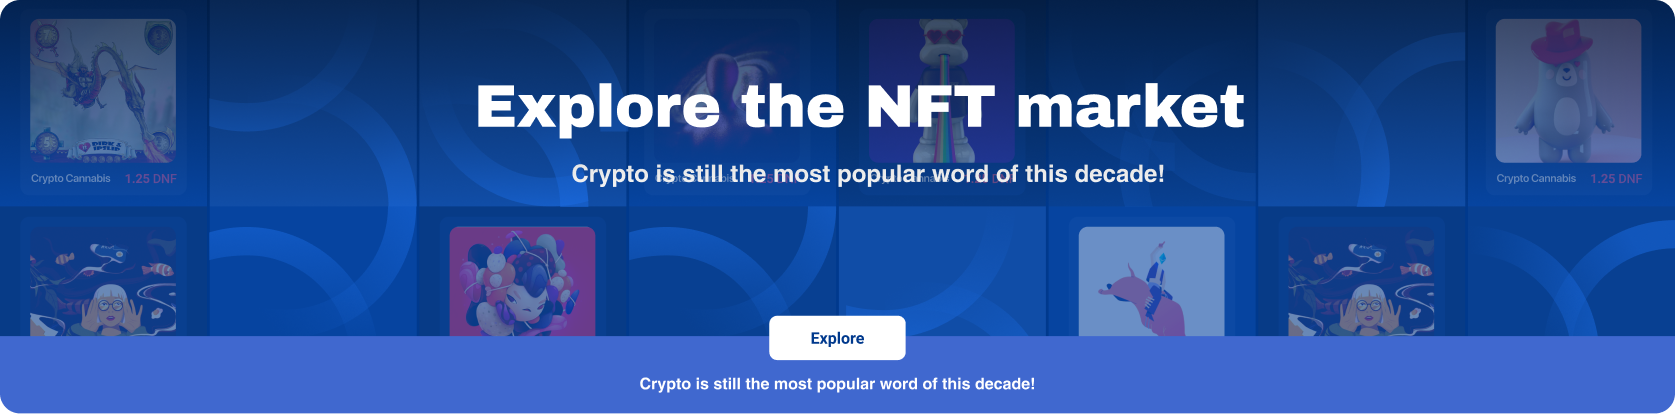 Explore the NFT market
Crypto is still the most popular word of this decade!
Crypto Cannabis 1.25 DNF
Crypto Cannabis 1.25 DNF
Explore
Crypto is still the most popular word of this decade!